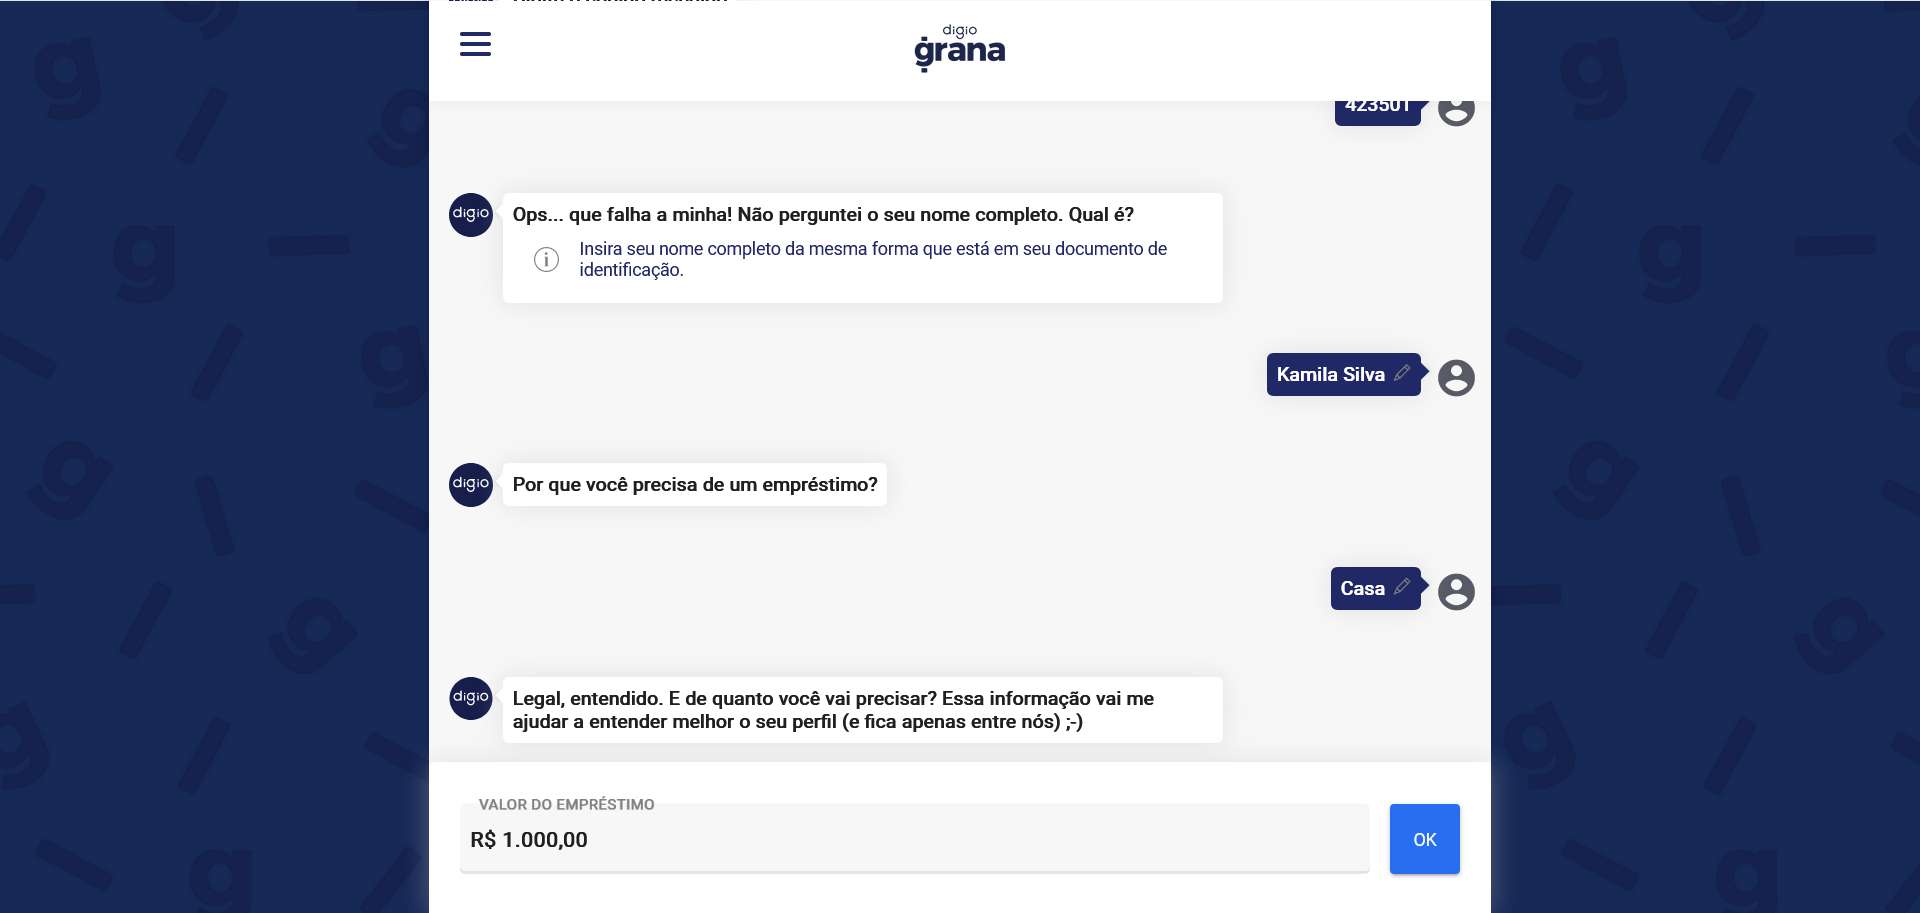 digio
grana
423501
digio
Ops... que falha a minha! Não perguntei o seu nome completo. Qual é?
Insira seu nome completo da mesma forma que está em seu documento de
identificação.
Kamila Silva
digio
Por que você precisa de um empréstimo?
Casa
digio
Legal, entendido. E de quanto você vai precisar? Essa informação vai me
ajudar a entender melhor o seu perfil (e fica apenas entre nós) ;-)
VALOR DO EMPRÉSTIMO
R$ 1.000,00
OK